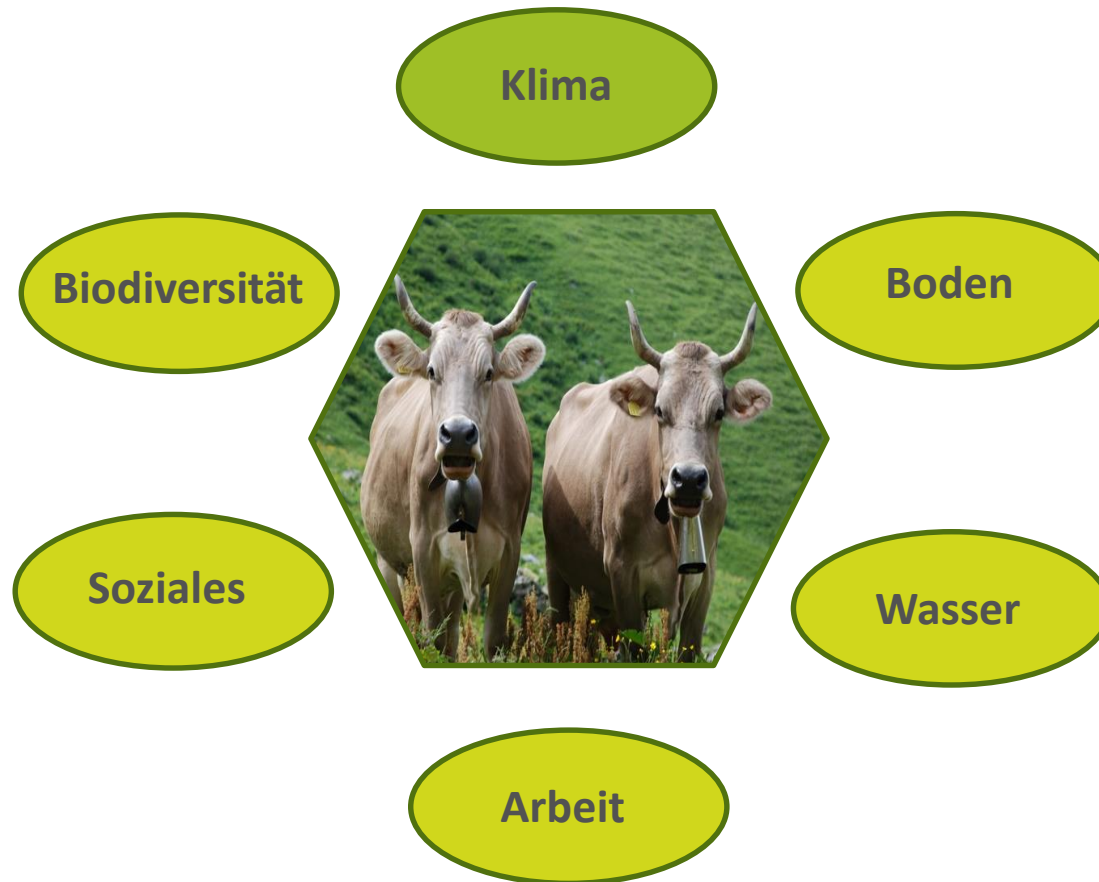 Klima
Biodiversität
Boden
Soziales
Wasser
Arbeit